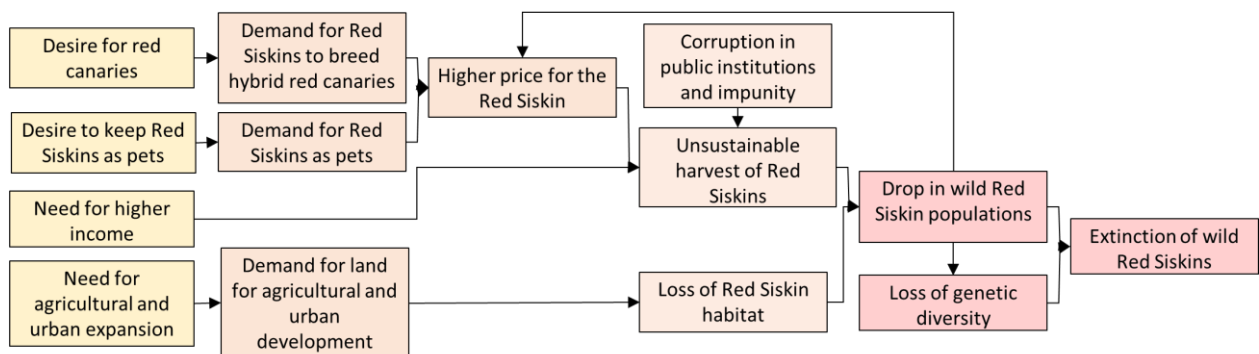 Desire for red
canaries
Demand for Red
Siskins to breed
hybrid red canaries
Higher price for the
Red Siskin
Corruption in
public institutions
and impunity
Desire to keep Red
Siskins as pets
Demand for Red
Siskins as pets
Unsustainable
harvest of Red
Siskins
Need for higher
income
Drop in wild Red
Siskin populations
Extinction of wild
Red Siskins
Need for
agricultural and
urban expansion
Demand for land
for agricultural and
urban
development
Loss of Red Siskin
habitat
Loss of genetic
diversity